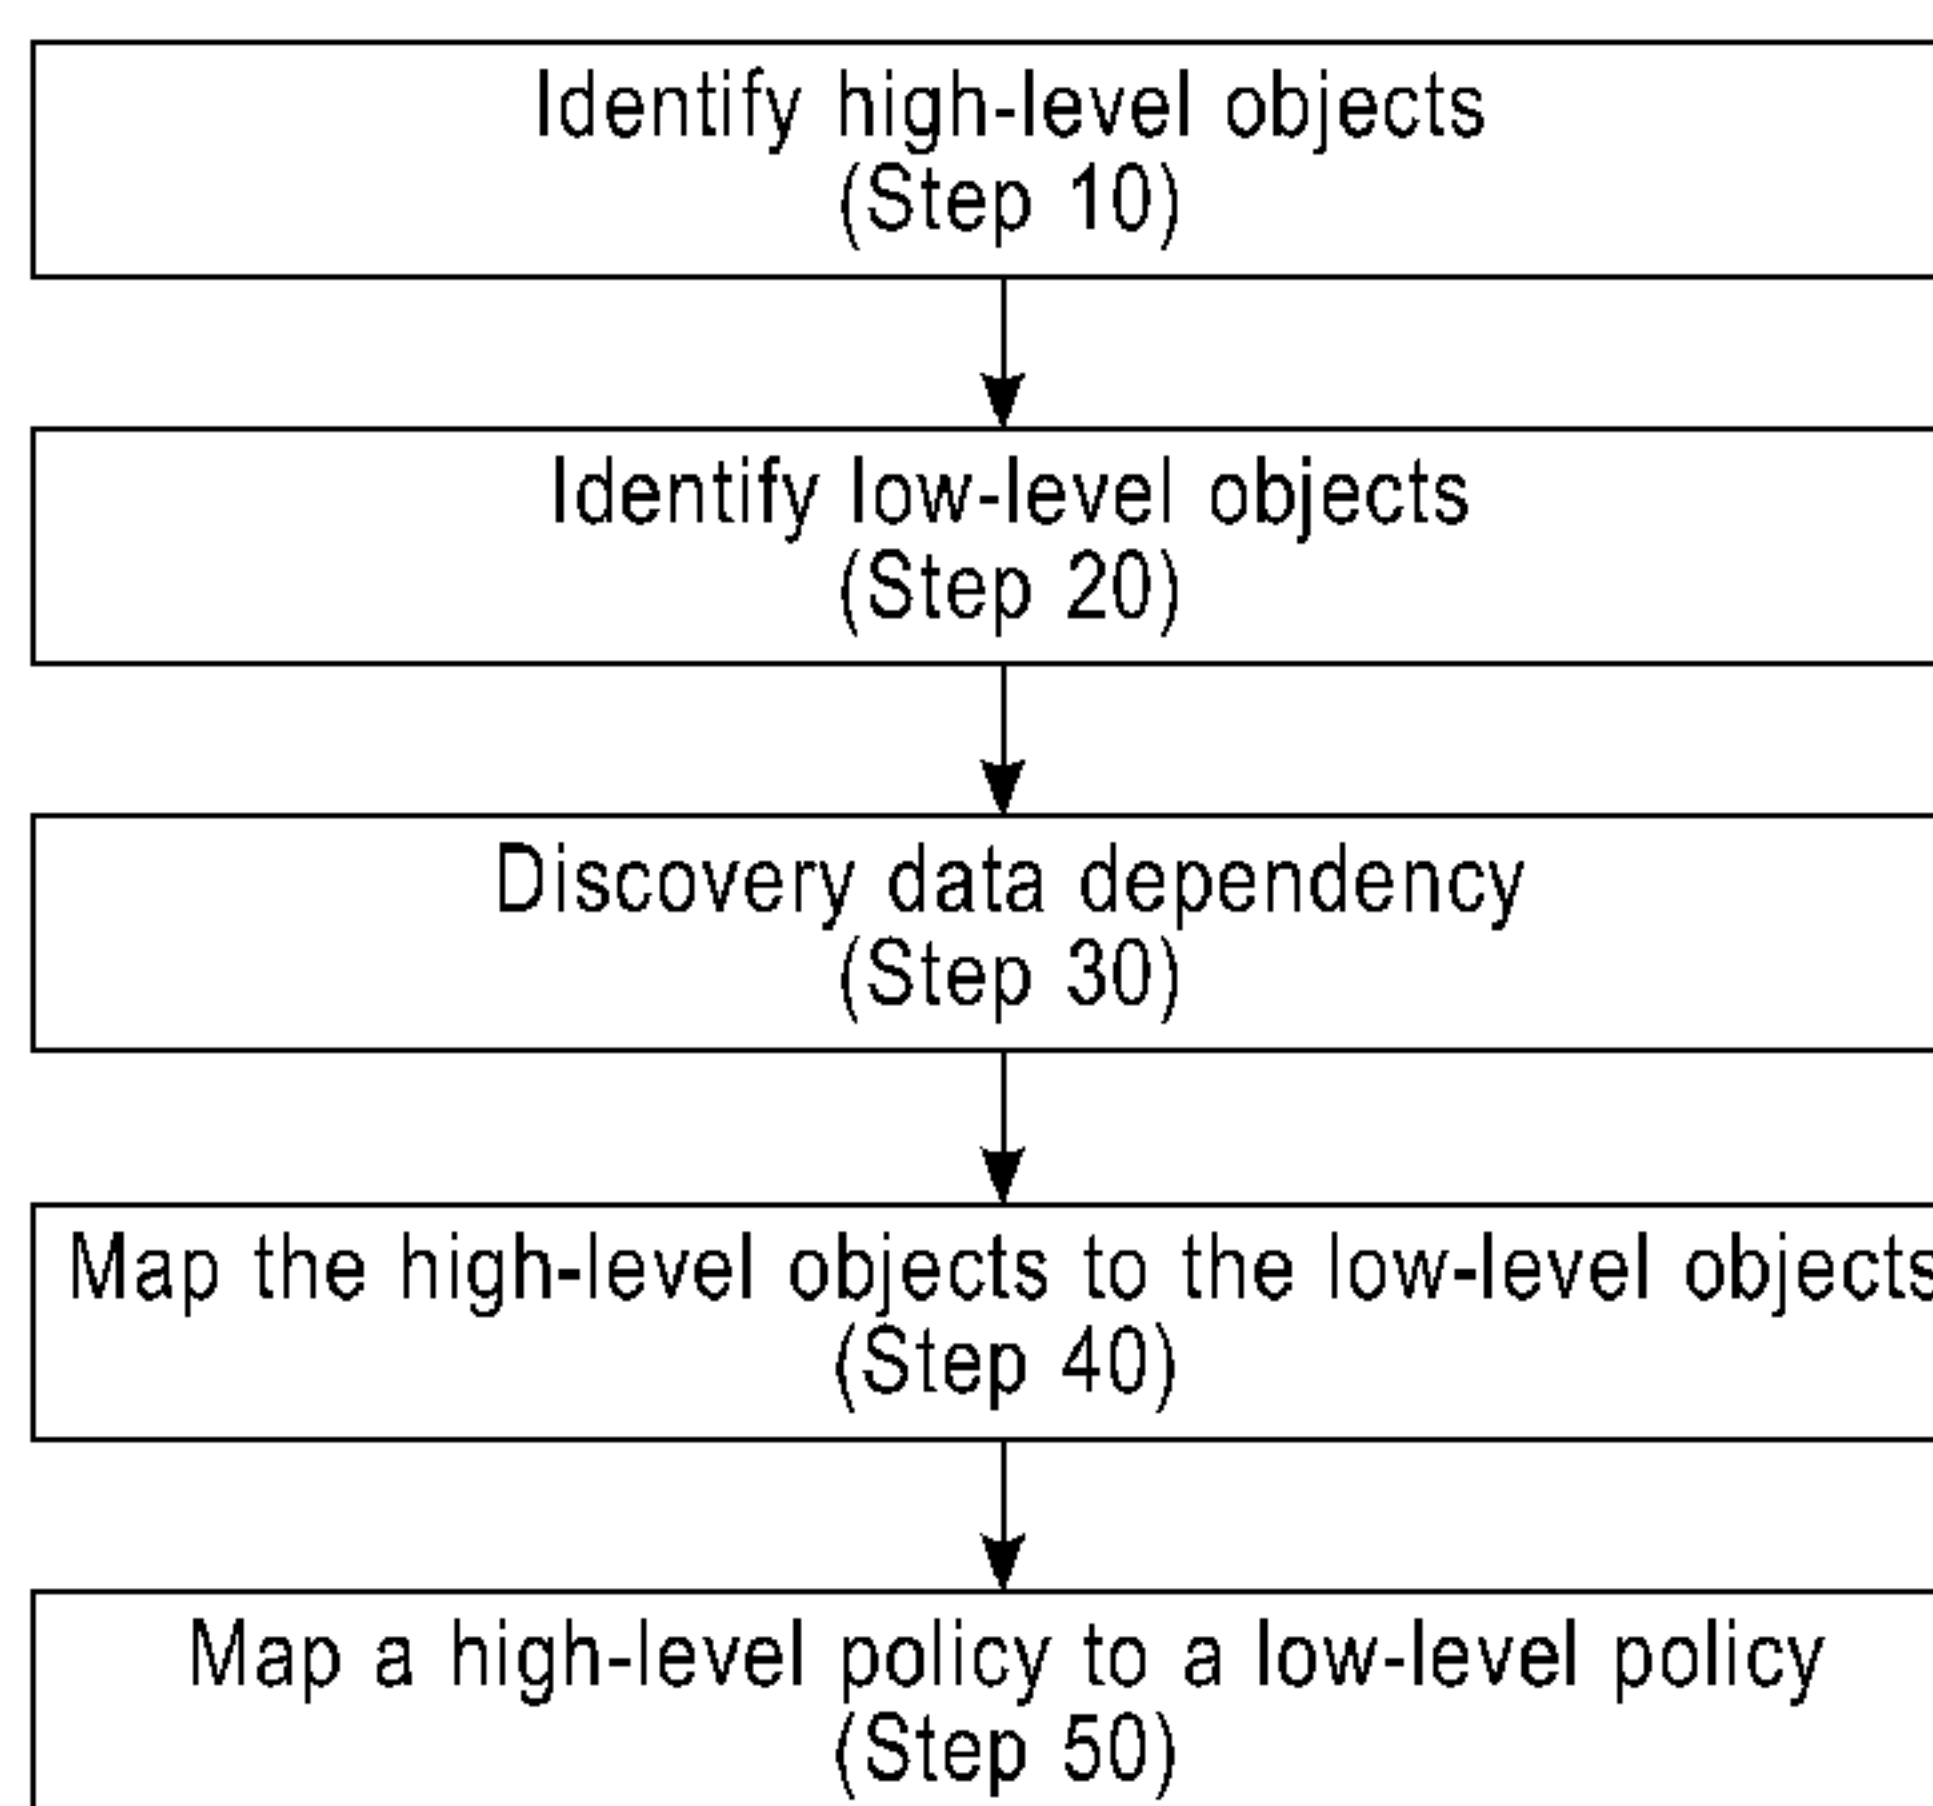 Identify high-level objects
(Step 10)
Identify low-level objects
(Step 20)
Discovery data dependency
(Step 30)
Map the high-level objects to the low-level objects
(Step 40)
Map a high-level policy to a low-level policy
(Step 50)